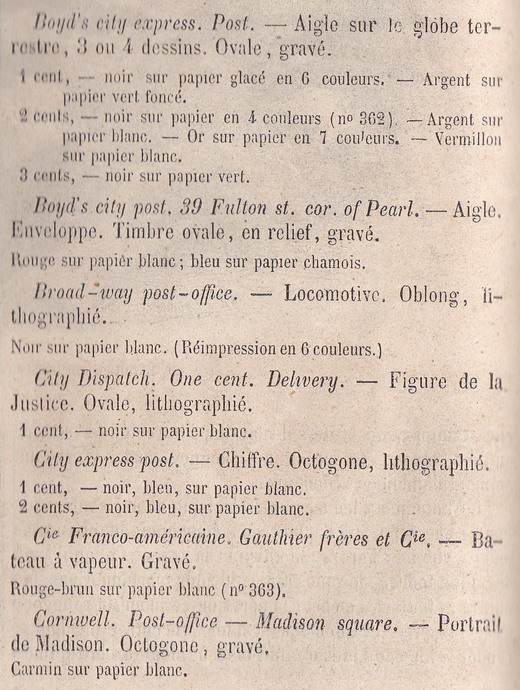 Boyd's city express. Post. — Aigle sur le globe ter-
restre, 3 ou 4 dessins. Ovale, gravé.
1 cent, — noir sur papier glacé en 6 couleurs. — Argent sur
papier vert foncé.
2 cents, — noir sur papier en 4 couleurs (nº 362). — Argent sur
papier blanc. — Or sur papier en 7 couleurs. — Vermillon
sur papier blanc.
3 cents, — noir sur papier vert.
Boyd's city post. 39 Fulton st. cor. of Pearl. — Aigle.
Enveloppe. Timbre ovale, en relief, gravé.
Rouge sur papier blanc; bleu sur papier chamois.
Broad-way post-office. — Locomotive. Oblong, li-
thographié.
Noir sur papier blanc. (Réimpression en 6 couleurs.)
City Dispatch. One cent. Delivery. — Figure de la
Justice. Ovale, lithographié.
1 cent, — noir sur papier blanc.
City express post. — Chiffre. Octogone, lithographié.
1 cent, — noir, bleu, sur papier blanc.
2 cents, — noir, bleu, sur papier blanc.
Cie Franco-américaine. Gauthier frères et Cie. — Ba-
teau à vapeur. Gravé.
Rouge-brun sur papier blanc (nº 363).
Cornwell. Post-office — Madison square. — Portrait
de Madison. Octogone, gravé.
Carmin sur papier blanc.